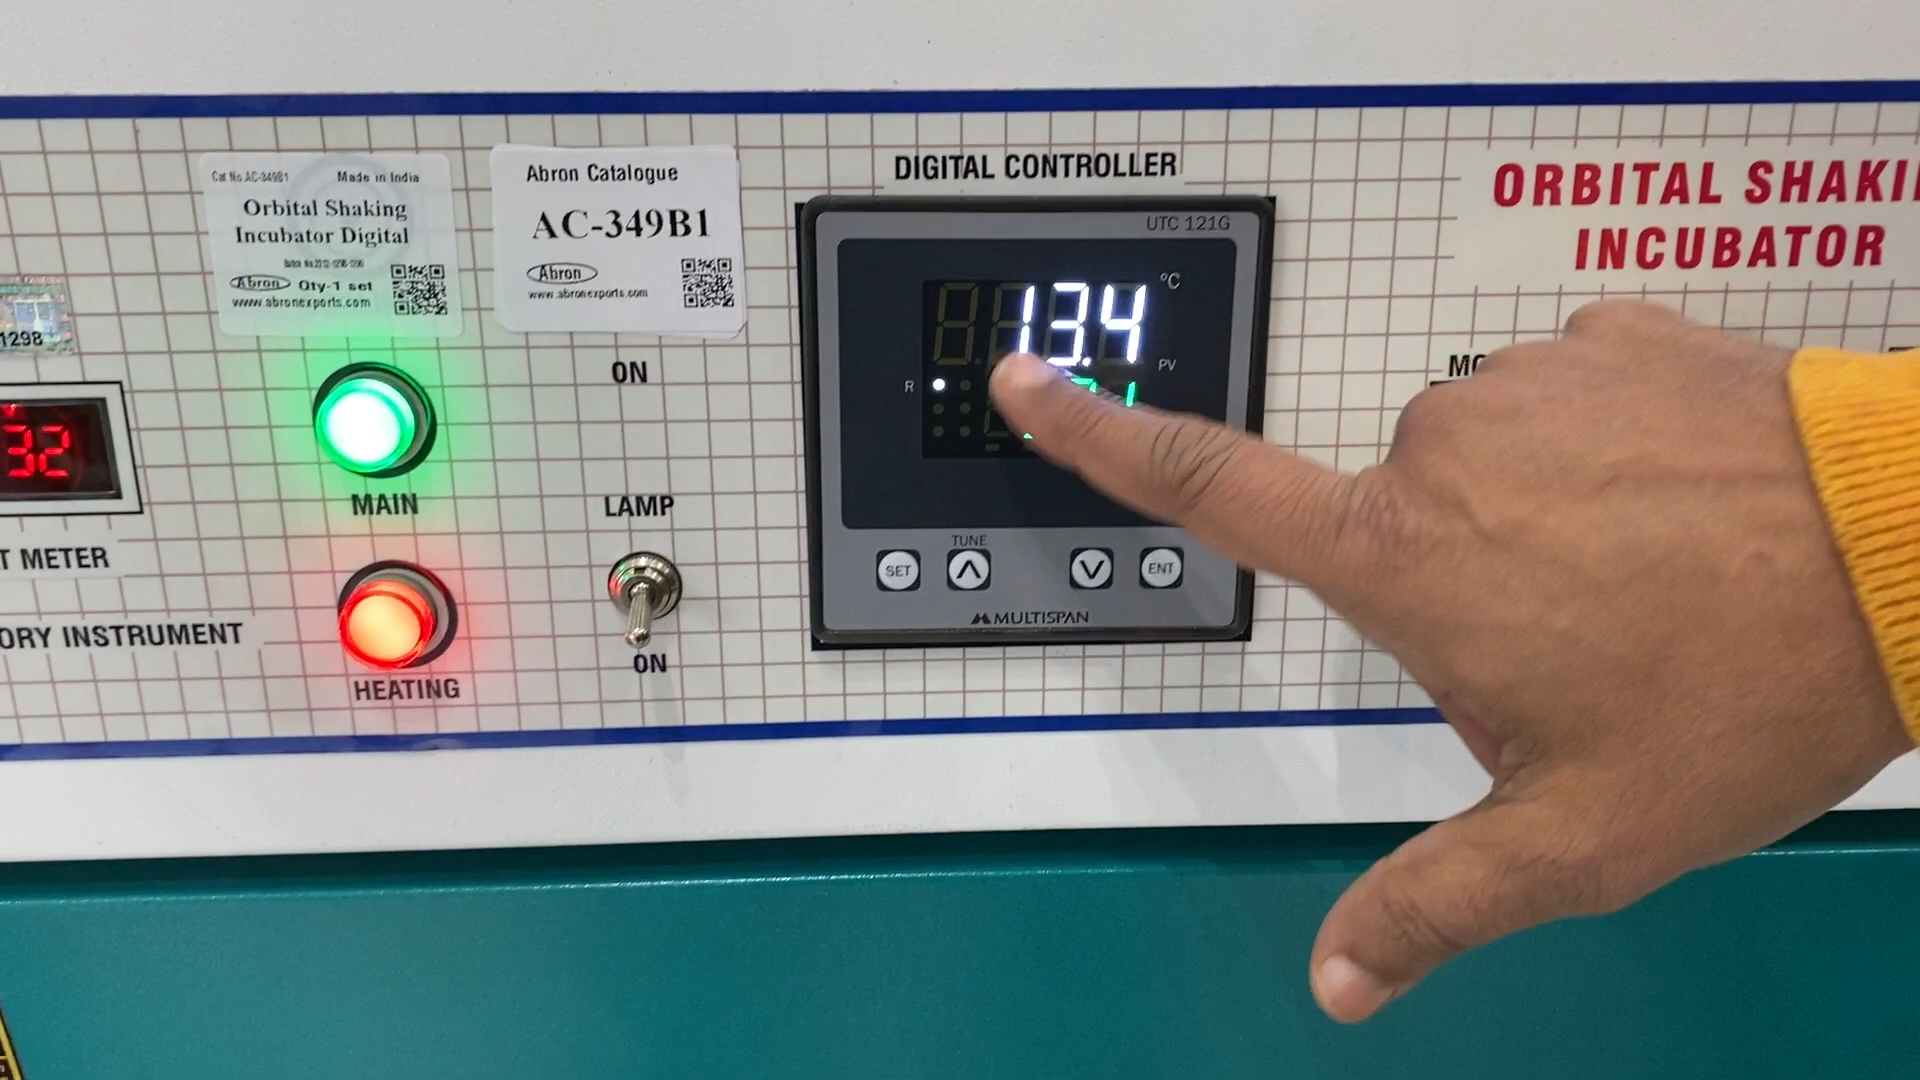 Cat No.AC-349B1 Made in India
Orbital Shaking
Incubator Digital
Abron Qty-1 set
www.abronexports.com
Abron Catalogue
AC-349B1
Abron
www.abronexports.com
1298
32
T METER
ORY INSTRUMENT
MAIN
HEATING
ON
LAMP
ON
DIGITAL CONTROLLER
UTC 121G
°C
13.4
PV
R
TUNE
SET
ENT
MULTISPAN
ORBITAL SHAKI
INCUBATOR
MO